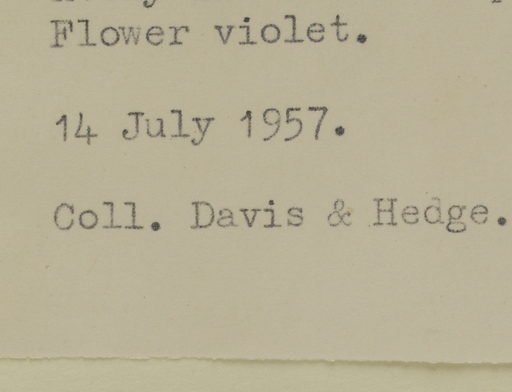 Flower violet.
14 July 1957.
Coll. Davis & Hedge.